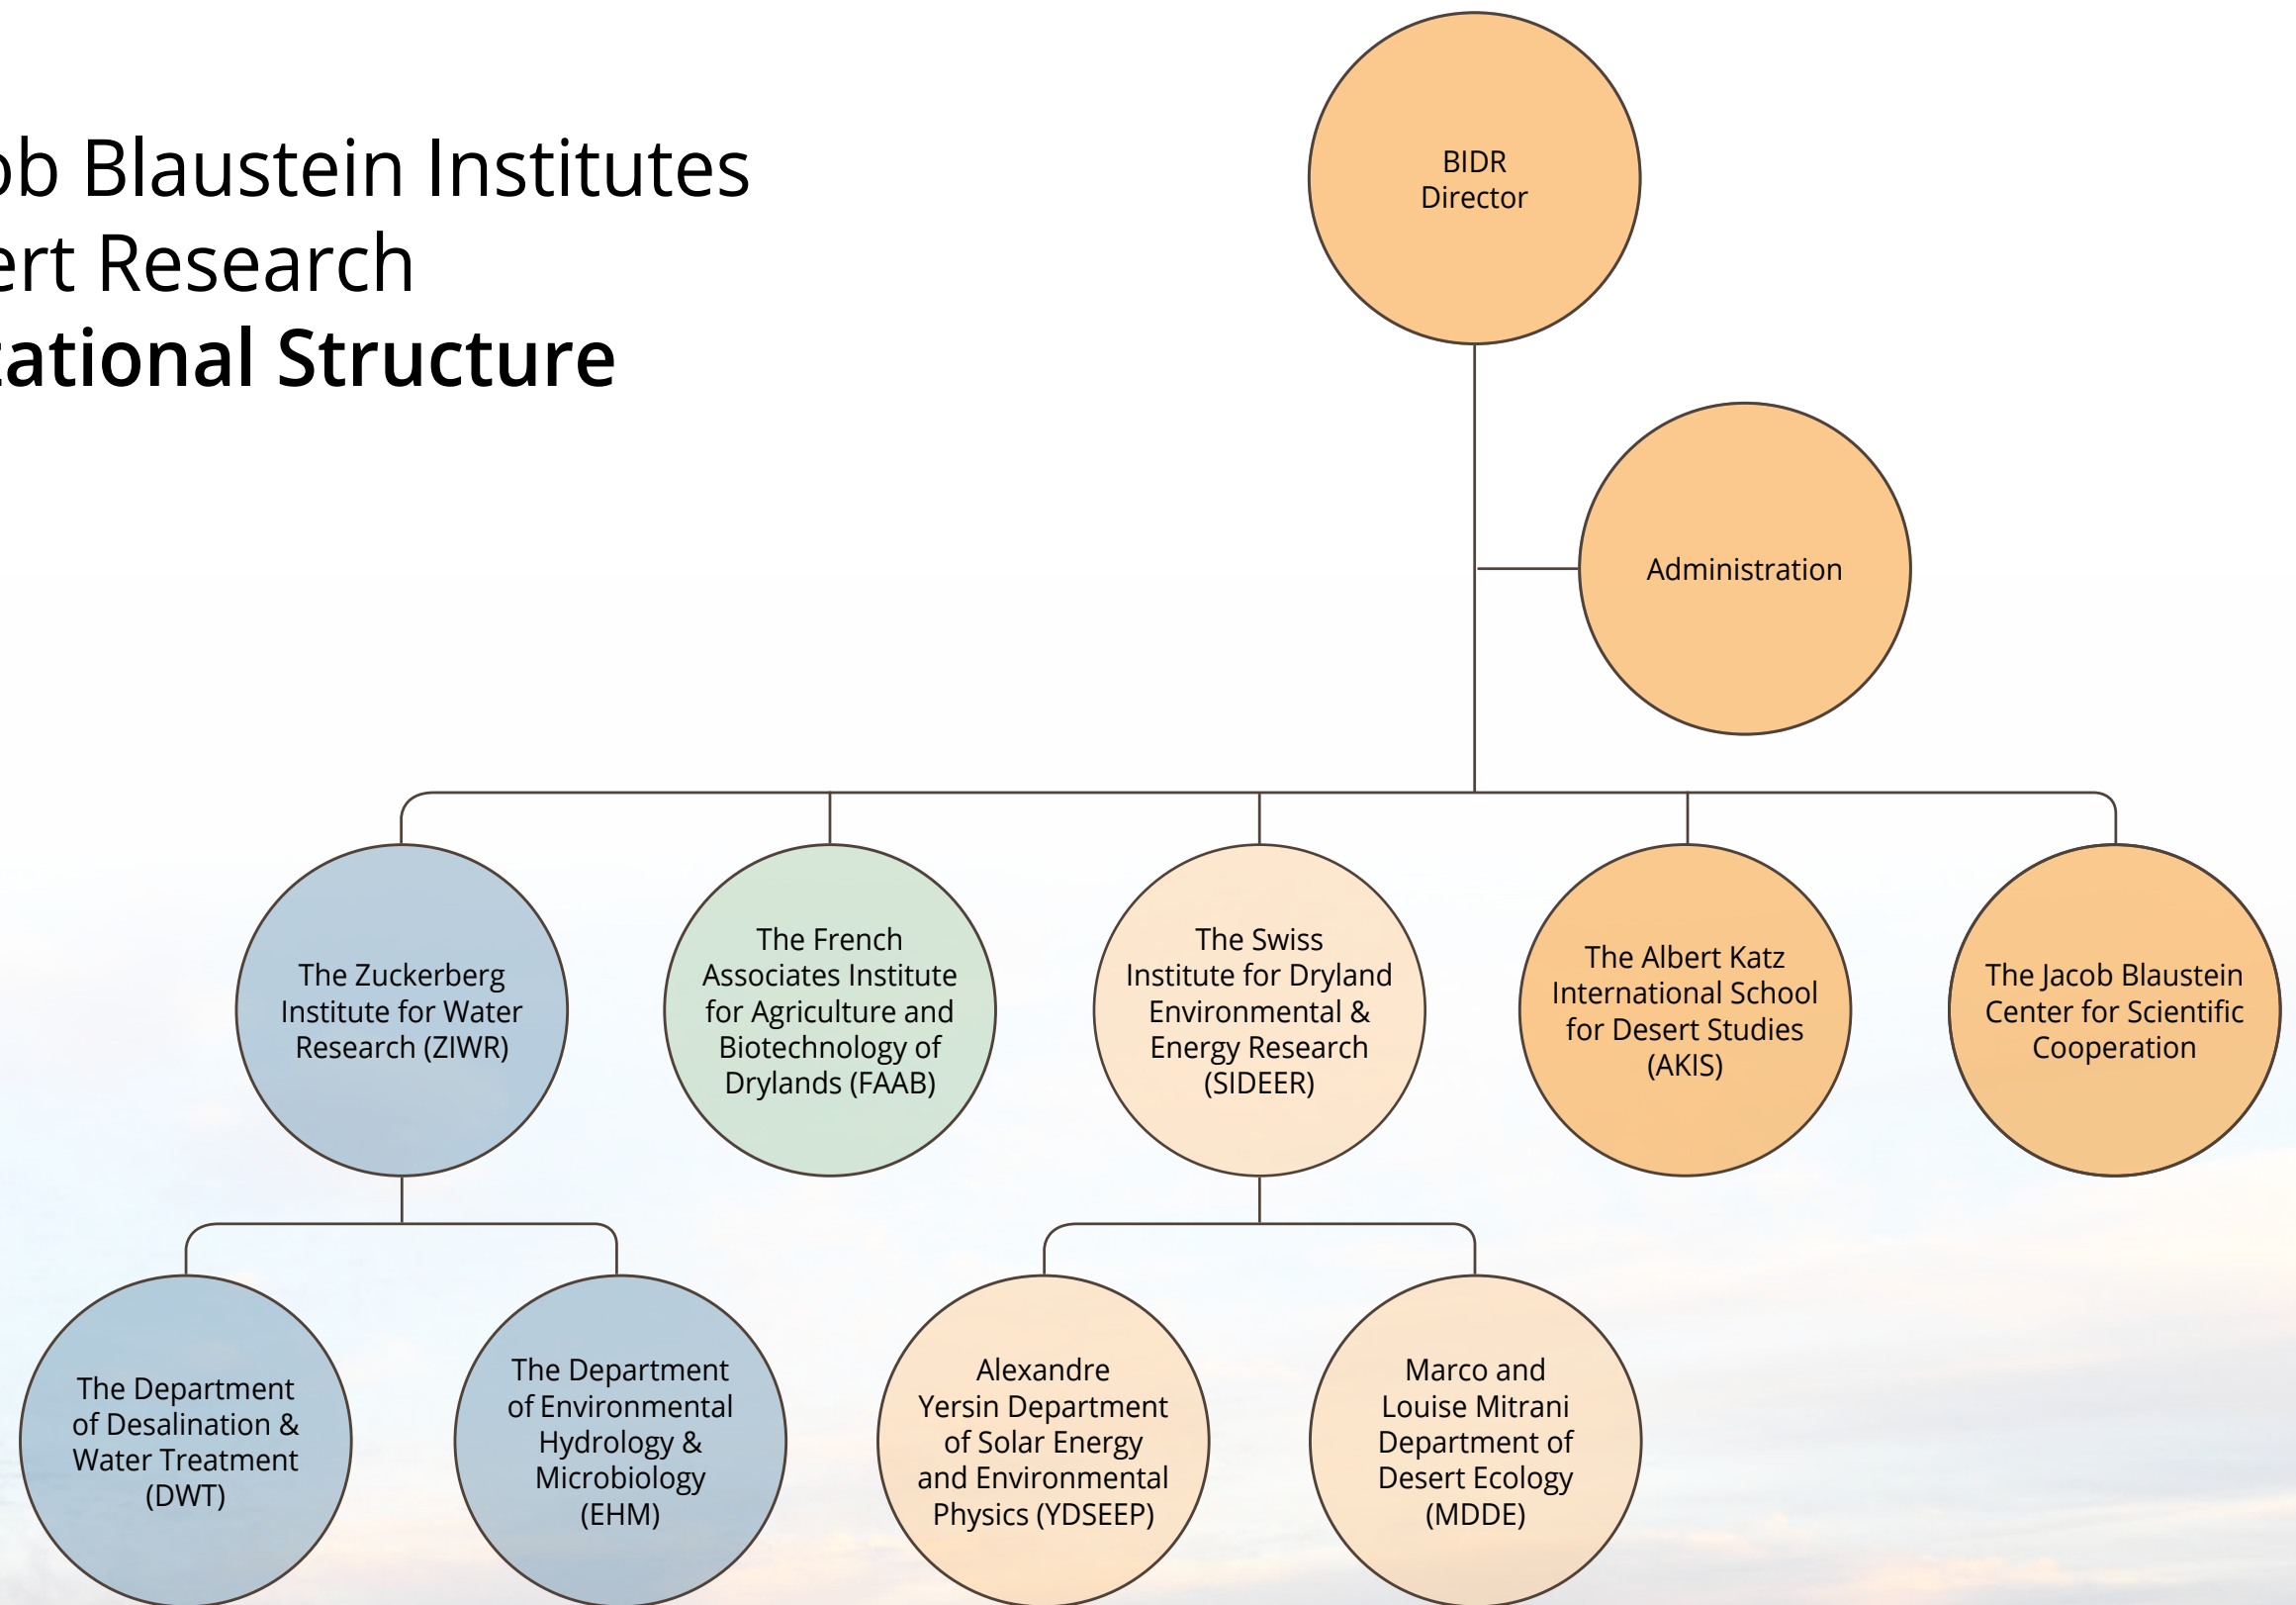 ob Blaustein Institutes
ert Research
tational Structure
BIDR
Director
Administration
The Zuckerberg
Institute for Water
Research (ZIWR)
The French
Associates Institute
for Agriculture and
Biotechnology of
Drylands (FAAB)
The Swiss
Institute for Dryland
Environmental &
Energy Research
(SIDEER)
The Albert Katz
International School
for Desert Studies
(AKIS)
The Jacob Blaustein
Center for Scientific
Cooperation
The Department
of Desalination &
Water Treatment
(DWT)
The Department
of Environmental
Hydrology &
Microbiology
(EHM)
Alexandre
Yersin Department
of Solar Energy
and Environmental
Physics (YDSEEP)
Marco and
Louise Mitrani
Department of
Desert Ecology
(MDDE)